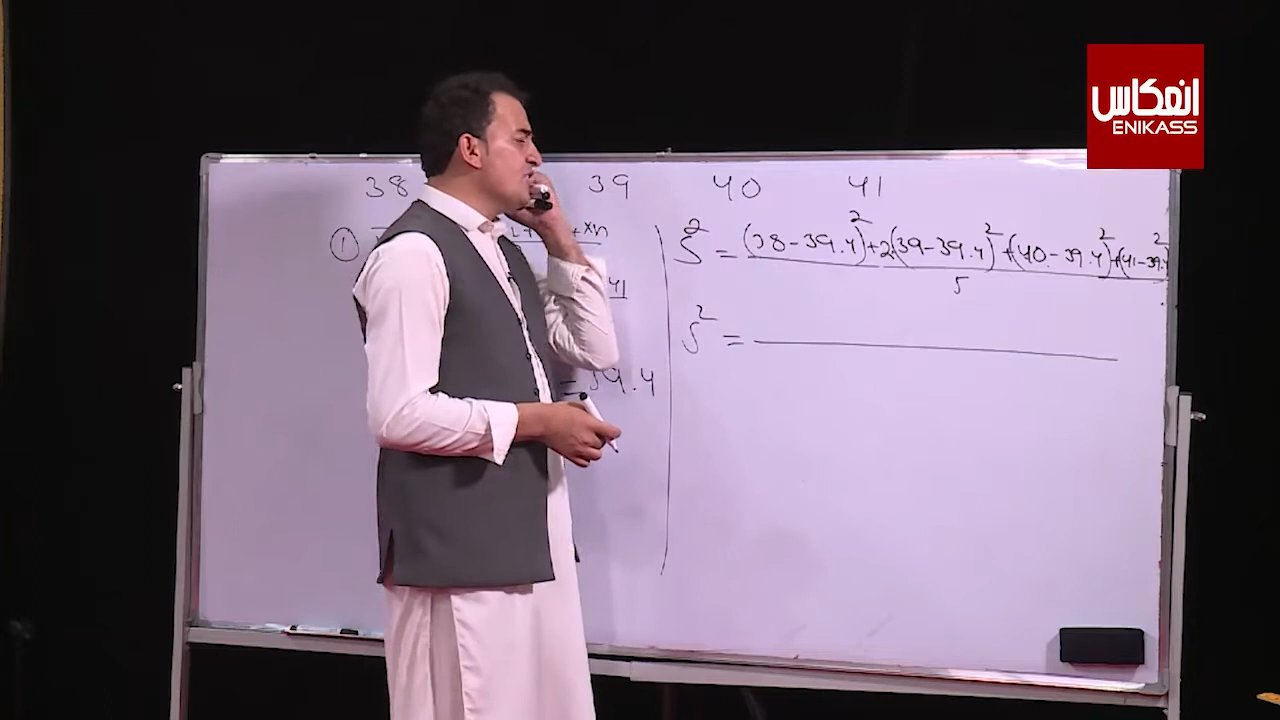 انعکاس
ENIKASS
38 39 40 41
① + xn
41
= 39.4
S² = (38-39.4)²+2(39-39.4)²+(40-39.4)²+(41-39.4)²
5
S² =